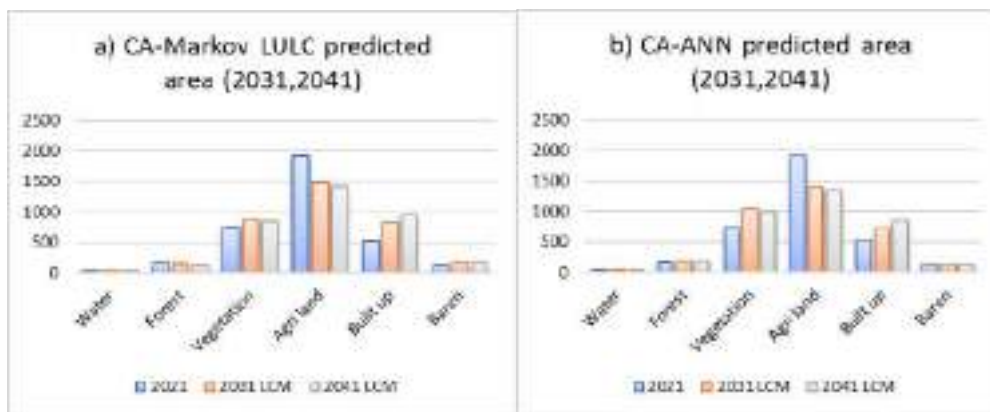 a) CA-Markov LULC predicted
area (2031,2041)
2500
2000
1500
1000
500
0
Water
Forest
Vegetation
Agri land
Built up
Baren
2021
2031 LCM
2041 LCM
b) CA-ANN predicted area
(2031,2041)
2500
2000
1500
1000
500
0
Water
Forest
Vegetation
Agri land
Built up
Baren
2021
2031 LCM
2041 LCM